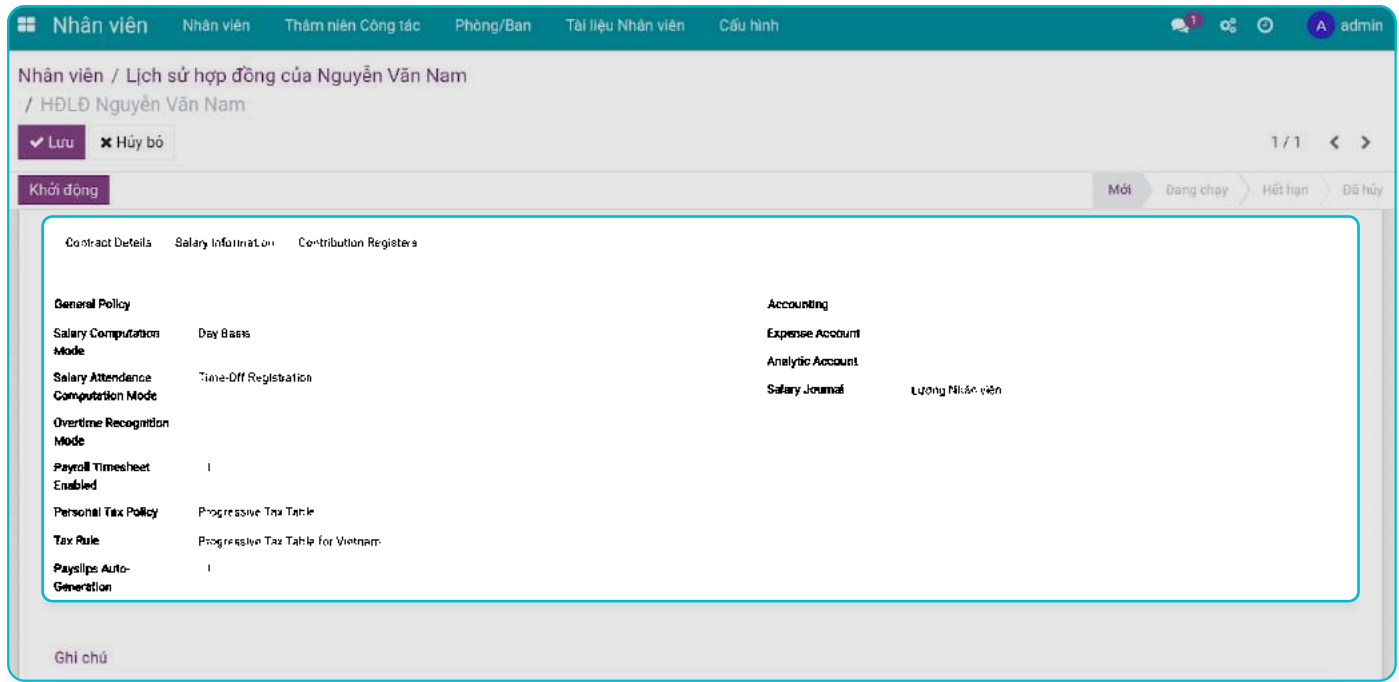 Nhân viên Nhân viên Thâm niên Công tác Phòng/Ban Tài liệu Nhân viên Cấu hình 1 A admin
Nhân viên / Lịch sử hợp đồng của Nguyễn Văn Nam
/ HĐLĐ Nguyễn Văn Nam
Lưu Hủy bỏ 1 / 1
Khởi động Mới Đang chạy Hết hạn Đã hủy
Contract Details Salary Information Contribution Registers
General Policy Accounting
Salary Computation Mode Day Basis Expense Account
Analytic Account
Salary Attendance Computation Mode Time-Off Registration Salary Journal Lương Nhân viên
Overtime Recognition Mode
Payroll Timesheet Enabled
Personal Tax Policy Progressive Tax Table
Tax Rule Progressive Tax Table for Vietnam
Payslips Auto-Generation
Ghi chú